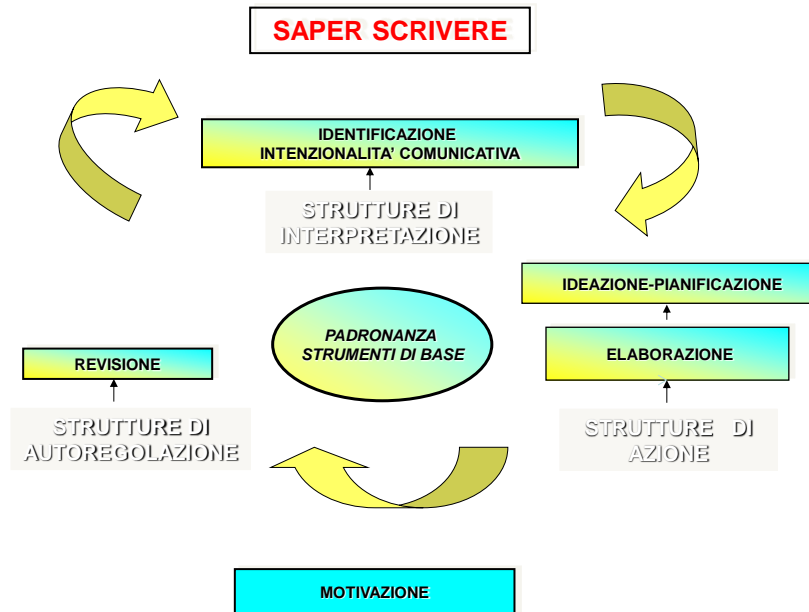 SAPER SCRIVERE
IDENTIFICAZIONE
INTENZIONALITA' COMUNICATIVA
STRUTTURE DI
INTERPRETAZIONE
IDEAZIONE-PIANIFICAZIONE
ELABORAZIONE
STRUTTURE DI
AZIONE
PADRONANZA
STRUMENTI DI BASE
REVISIONE
STRUTTURE DI
AUTOREGOLAZIONE
MOTIVAZIONE